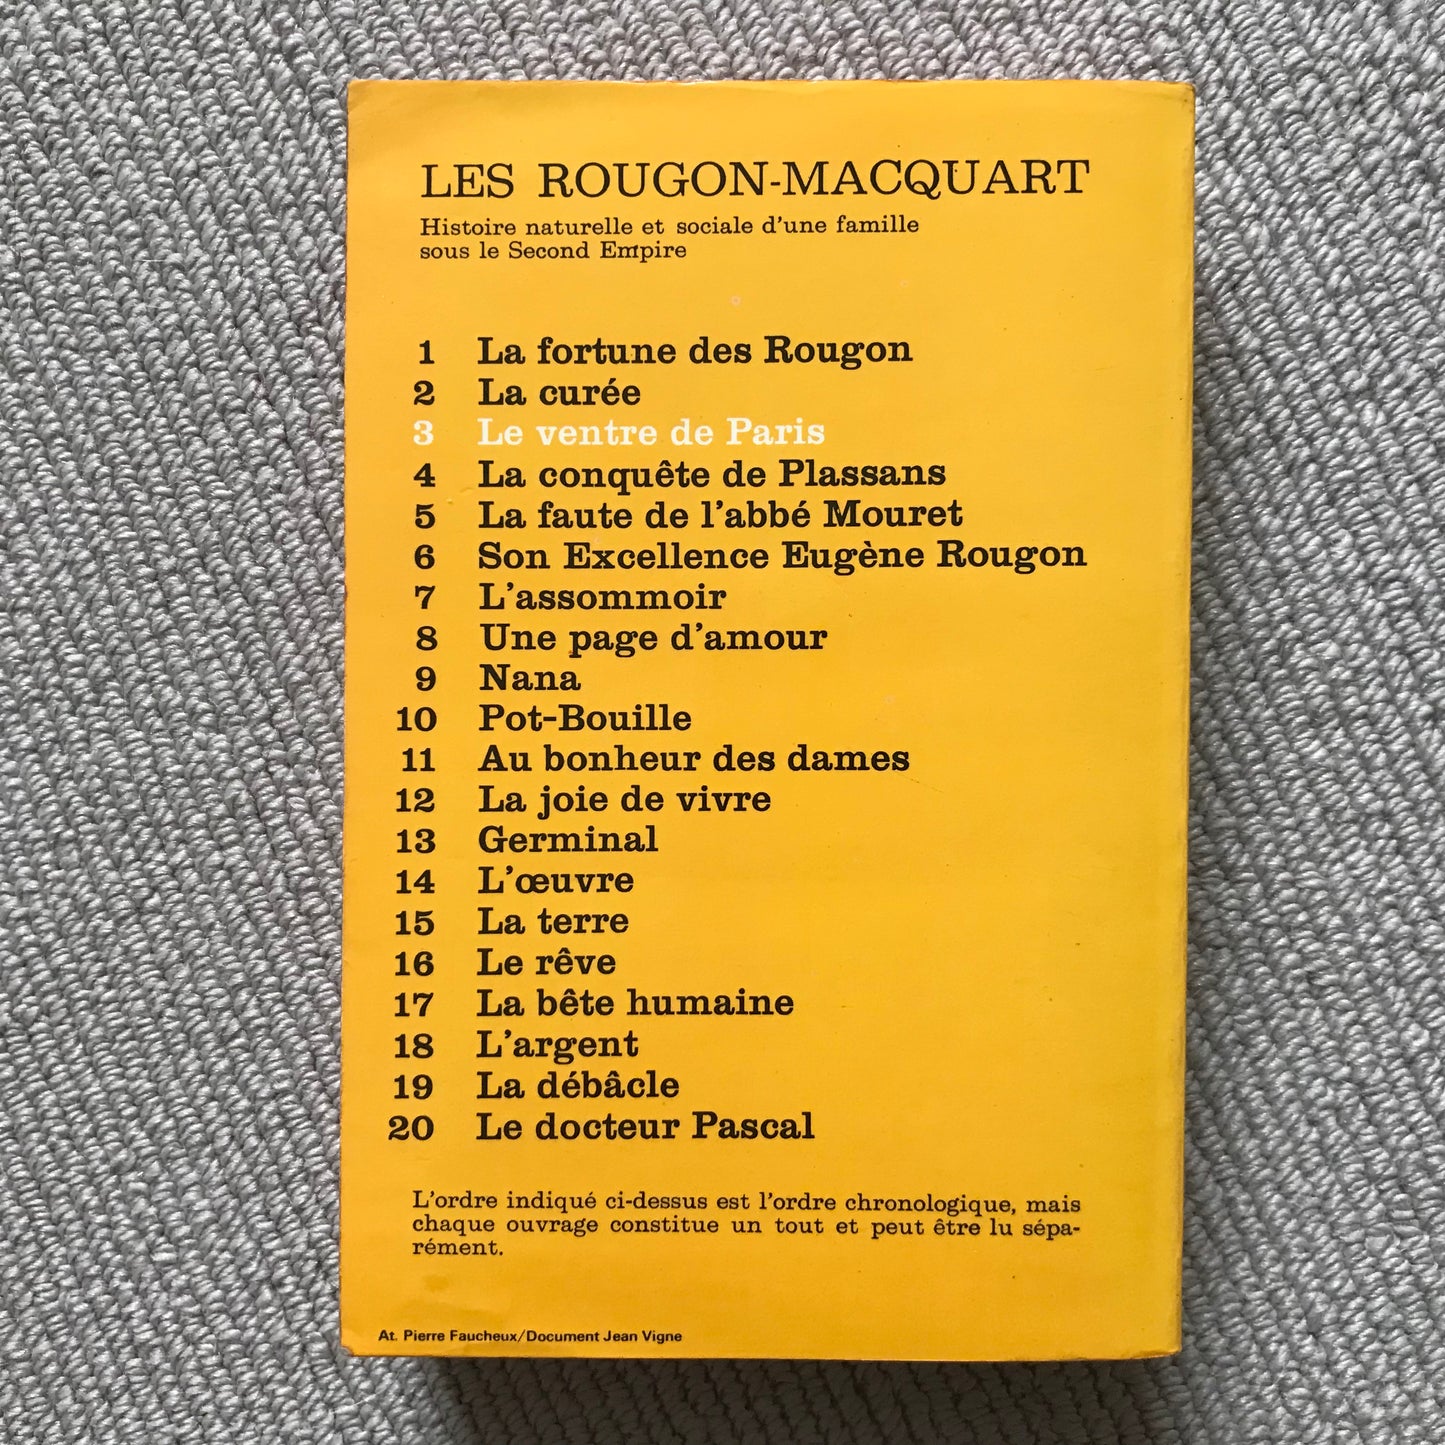 LES ROUGON-MACQUART
Histoire naturelle et sociale d'une famille
sous le Second Empire
1 La fortune des Rougon
2 La curée
3 Le ventre de Paris
4 La conquête de Plassans
5 La faute de l'abbé Mouret
6 Son Excellence Eugène Rougon
7 L'assommoir
8 Une page d'amour
9 Nana
10 Pot-Bouille
11 Au bonheur des dames
12 La joie de vivre
13 Germinal
14 L'œuvre
15 La terre
16 Le rêve
17 La bête humaine
18 L'argent
19 La débâcle
20 Le docteur Pascal
L'ordre indiqué ci-dessus est l'ordre chronologique, mais
chaque ouvrage constitue un tout et peut être lu sépa-
rément.
At. Pierre Faucheux/Document Jean Vigne